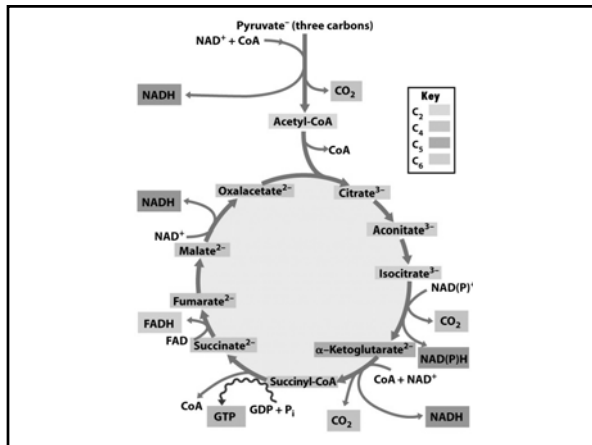 Pyruvate⁻ (three carbons)
NAD⁺ + CoA
NADH
CO₂
Key
C₂
C₄
C₅
C₆
Acetyl-CoA
CoA
Oxalacetate²⁻
Citrate³⁻
NADH
Aconitate³⁻
NAD⁺
Malate²⁻
Isocitrate³⁻
NAD(P)⁺
Fumarate²⁻
CO₂
FADH
FAD
Succinate²⁻
α–Ketoglutarate²⁻
NAD(P)H
Succinyl-CoA
CoA + NAD⁺
CoA
GDP + Pᵢ
GTP
CO₂
NADH